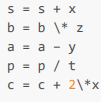 s = s + x
b = b \* z
a = a - y
p = p / t
c = c + 2\*x